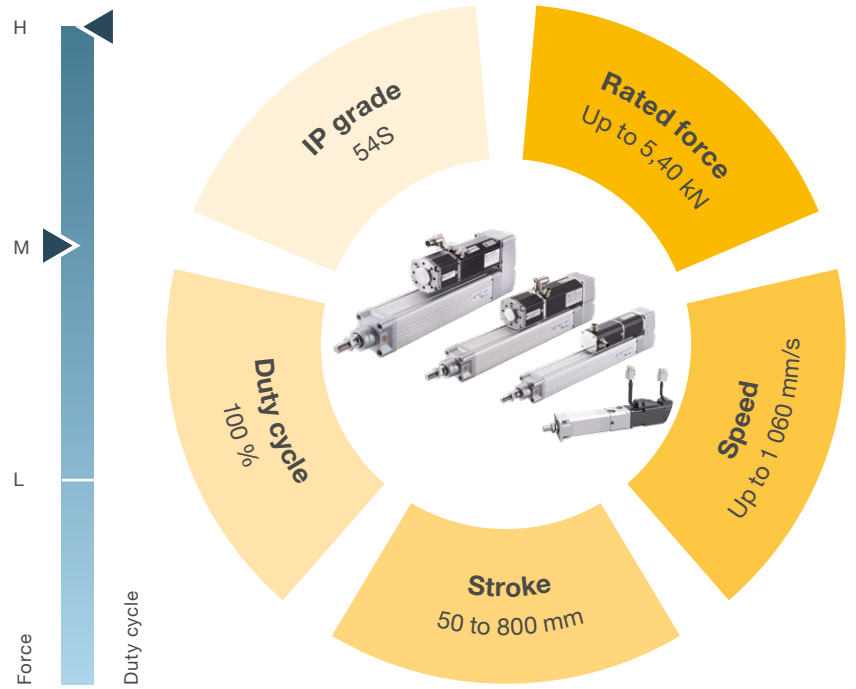 H
M
L
Force
Duty cycle
IP grade
54S
Rated force
Up to 5,40 kN
Duty cycle
100 %
Speed
Up to 1 060 mm/s
Stroke
50 to 800 mm